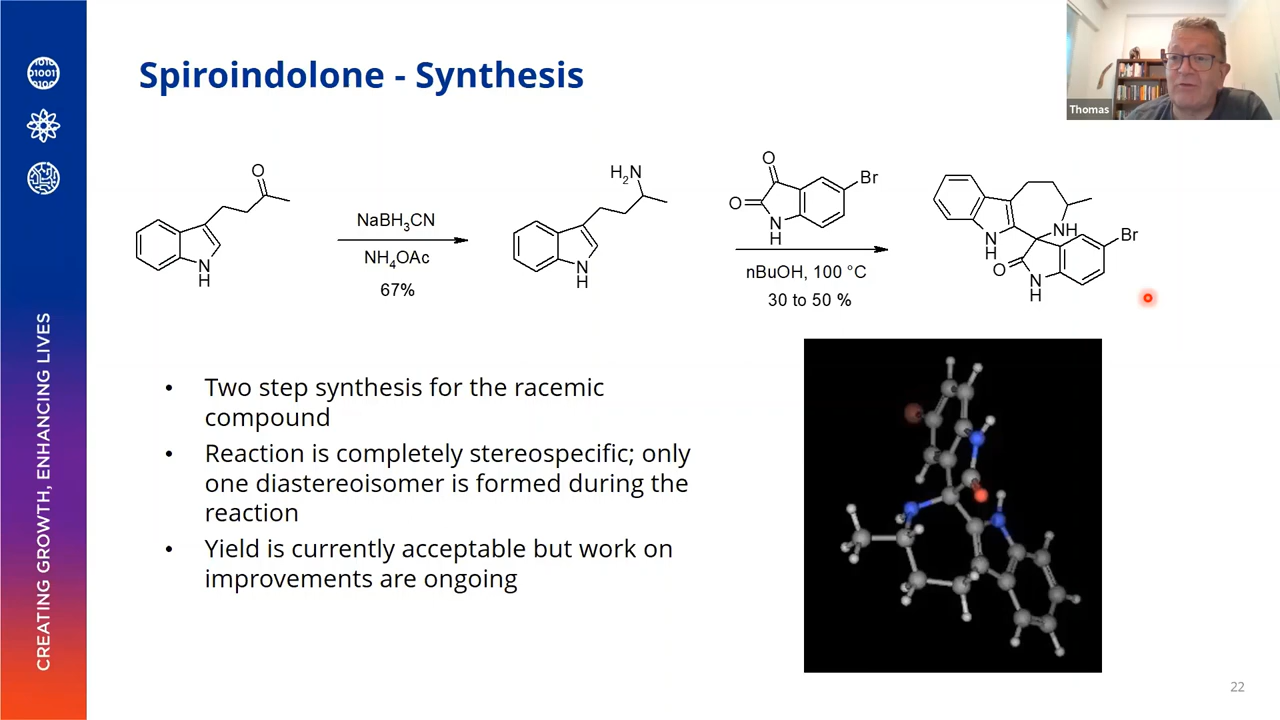 Spiroindolone - Synthesis
Thomas
CREATING GROWTH, ENHANCING LIVES
O
N
H
NaBH₃CN
NH₄OAc
67%
H₂N
N
H
O
O
Br
N
H
nBuOH, 100 °C
30 to 50 %
N
H
NH
Br
O
N
H
• Two step synthesis for the racemic
compound
• Reaction is completely stereospecific; only
one diastereoisomer is formed during the
reaction
• Yield is currently acceptable but work on
improvements are ongoing
22